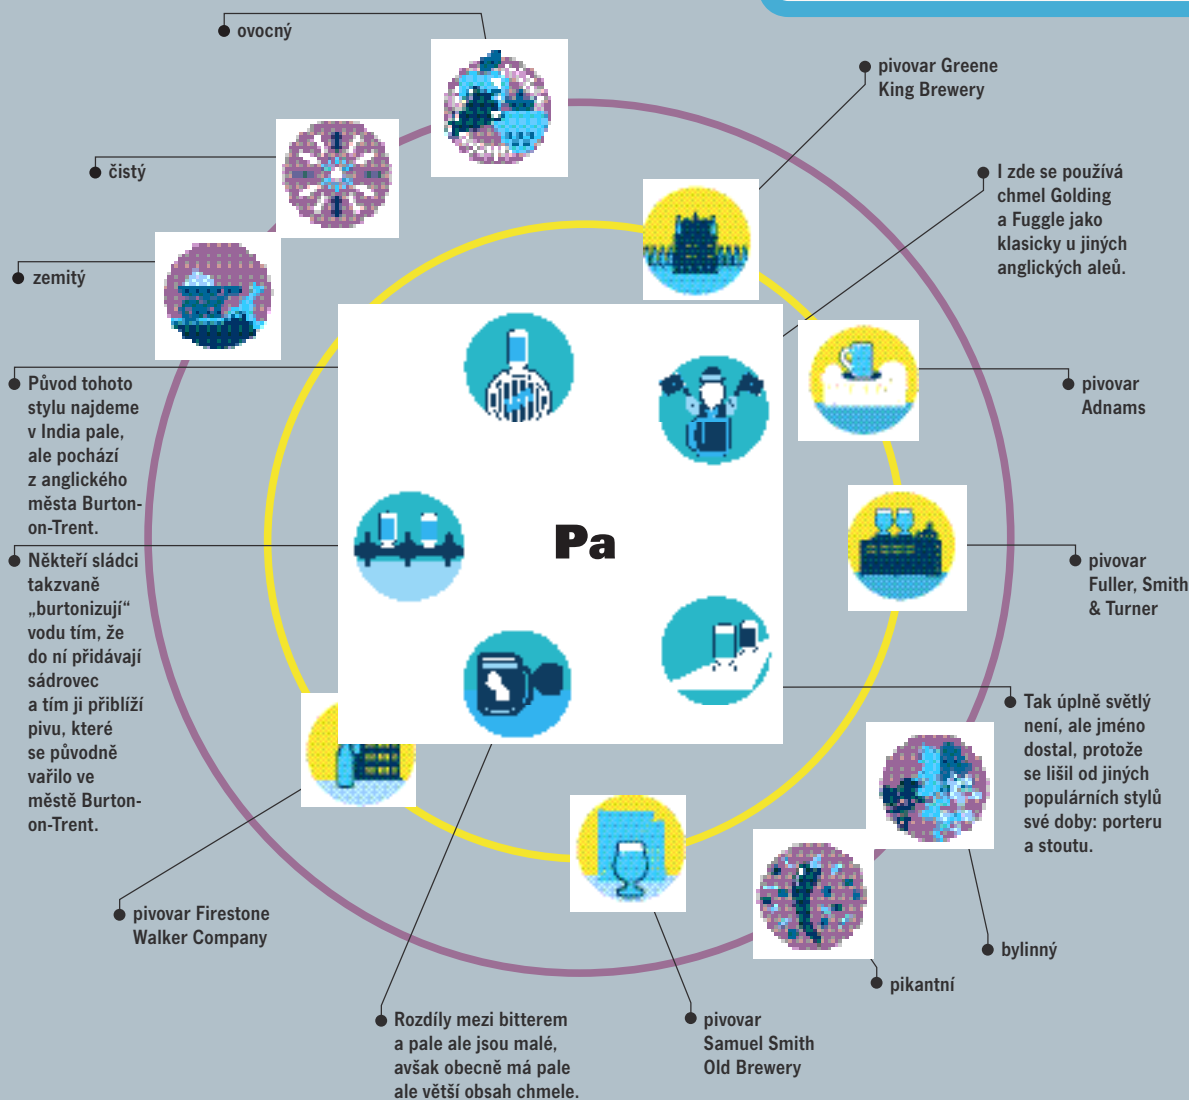 ovocný
pivovar Greene
King Brewery
čistý
I zde se používá
chmel Golding
a Fuggle jako
klasicky u jiných
anglických aleů.
zemitý
Původ tohoto
stylu najdeme
v India pale,
ale pochází
z anglického
města Burton-
on-Trent.
pivovar
Adnams
Pa
Někteří sládci
takzvaně
„burtonizují“
vodu tím, že
do ní přidávají
sádrovec
a tím ji přiblíží
pivu, které
se původně
vařilo ve
městě Burton-
on-Trent.
pivovar
Fuller, Smith
& Turner
Tak úplně světlý
není, ale jméno
dostal, protože
se lišil od jiných
populárních stylů
své doby: porteru
a stoutu.
pivovar Firestone
Walker Company
bylinný
pikantní
Rozdíly mezi bitterem
a pale ale jsou malé,
avšak obecně má pale
ale větší obsah chmele.
pivovar
Samuel Smith
Old Brewery